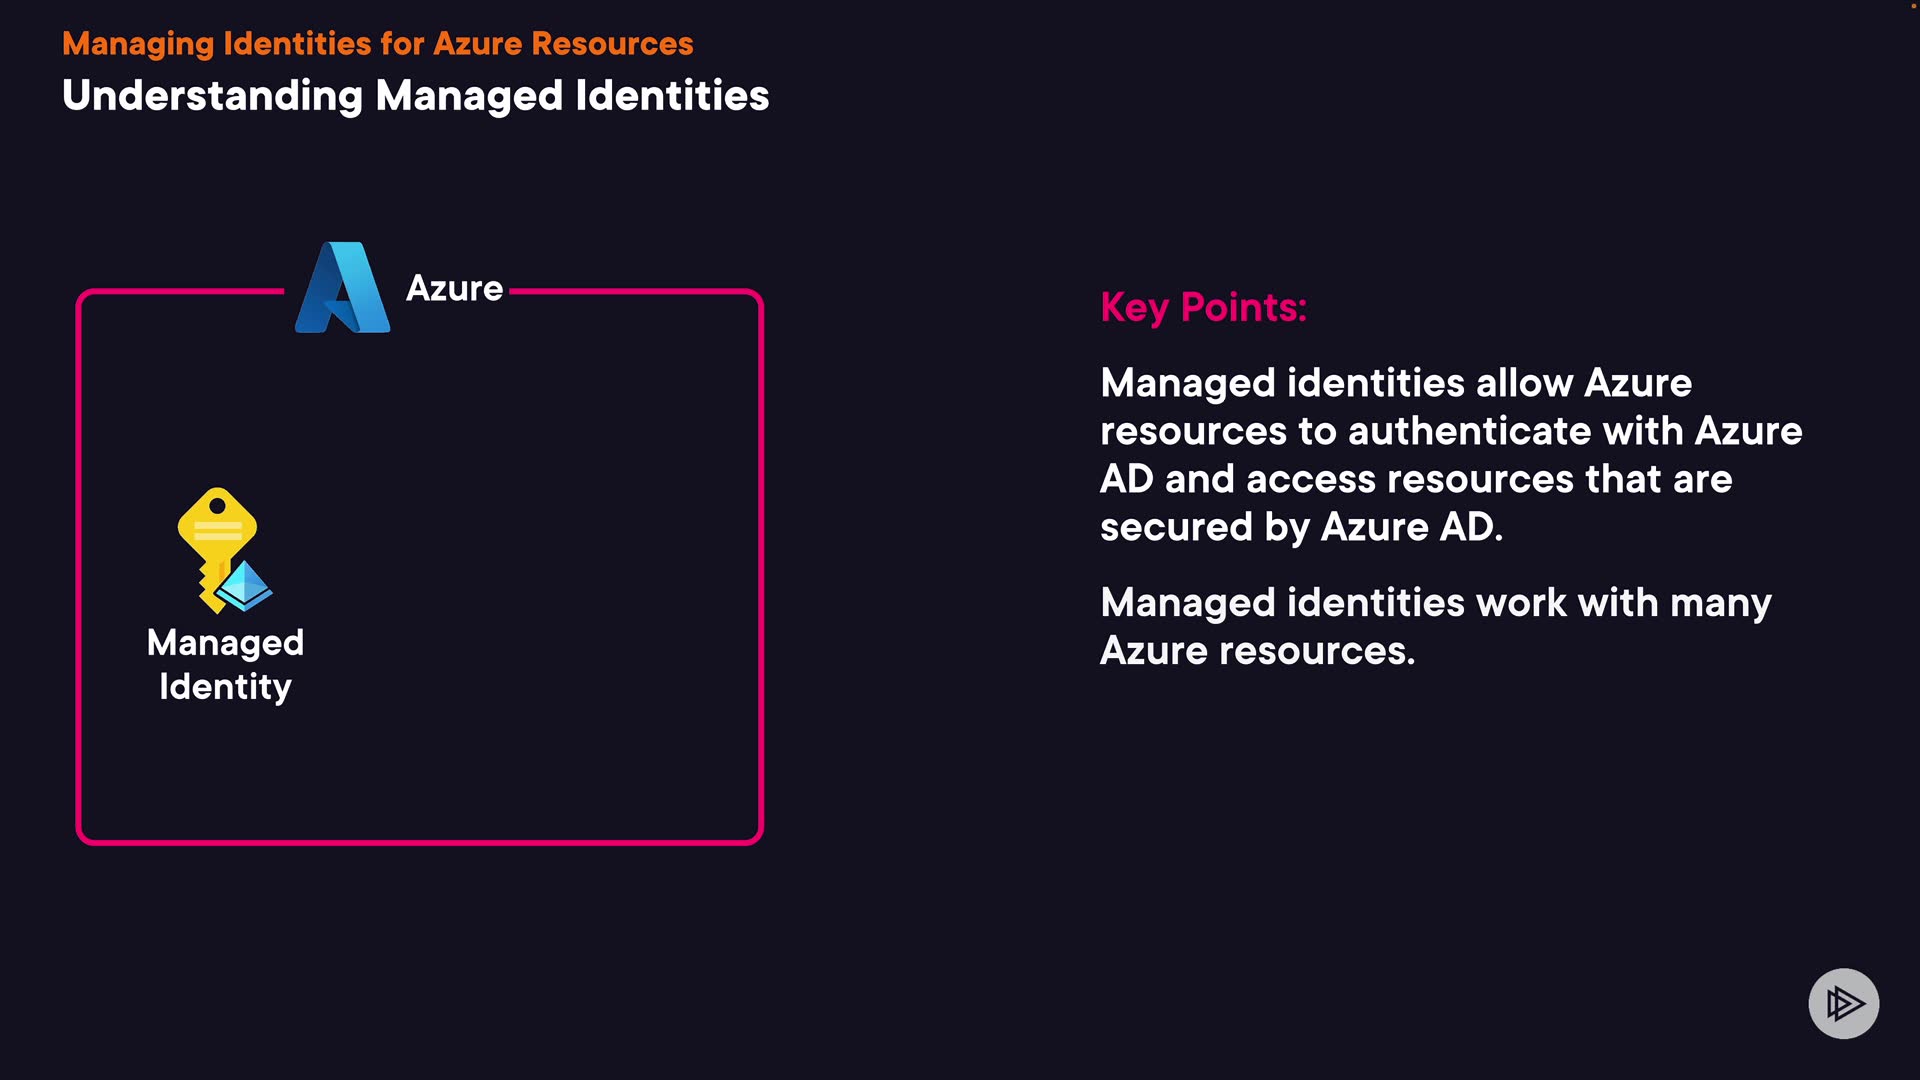 Managing Identities for Azure Resources
Understanding Managed Identities
Azure
Managed
Identity
Key Points:
Managed identities allow Azure
resources to authenticate with Azure
AD and access resources that are
secured by Azure AD.
Managed identities work with many
Azure resources.